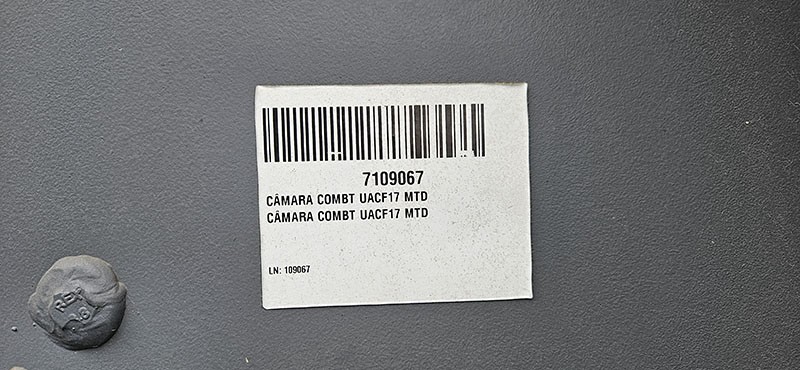 7109067
CÂMARA COMBT UACF17 MTD
CÂMARA COMBT UACF17 MTD
LN: 109067